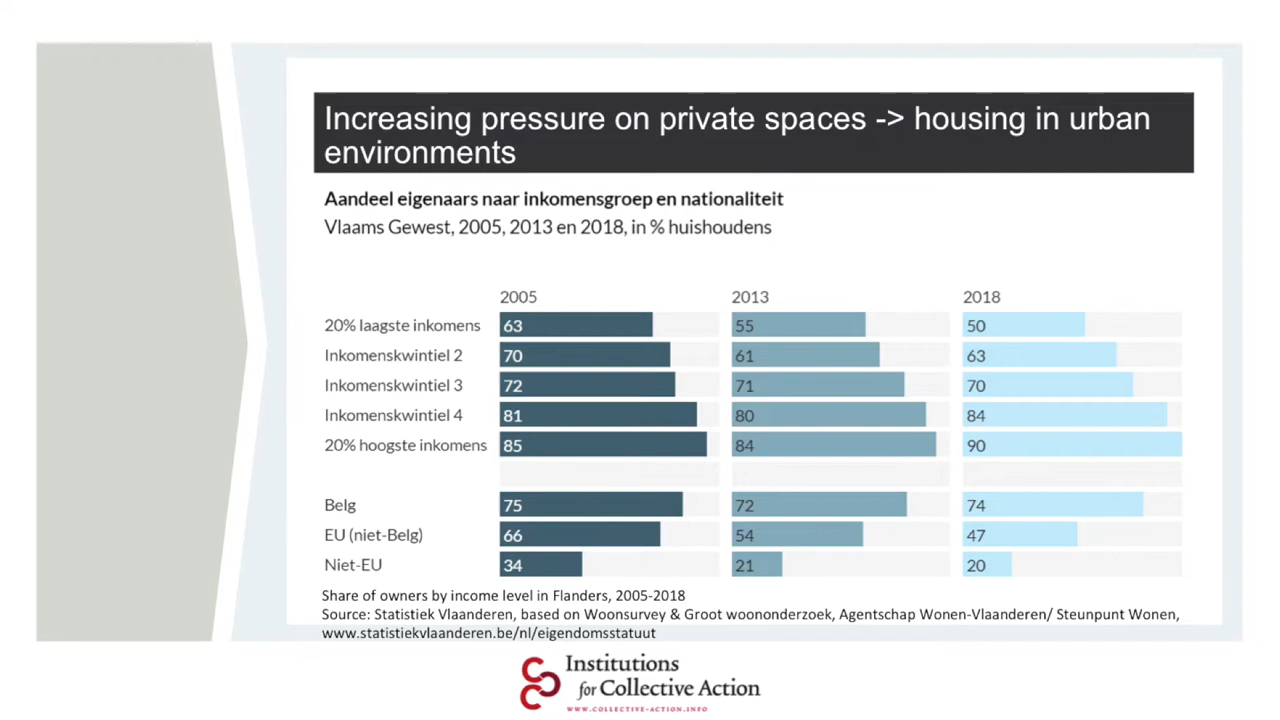 Increasing pressure on private spaces -> housing in urban
environments
Aandeel eigenaars naar inkomensgroep en nationaliteit
Vlaams Gewest, 2005, 2013 en 2018, in % huishoudens
2005 2013 2018
20% laagste inkomens 63 55 50
Inkomenskwintiel 2 70 61 63
Inkomenskwintiel 3 72 71 70
Inkomenskwintiel 4 81 80 84
20% hoogste inkomens 85 84 90
Belg 75 72 74
EU (niet-Belg) 66 54 47
Niet-EU 34 21 20
Share of owners by income level in Flanders, 2005-2018
Source: Statistiek Vlaanderen, based on Woonsurvey & Groot woononderzoek, Agentschap Wonen-Vlaanderen/ Steunpunt Wonen,
www.statistiekvlaanderen.be/nl/eigendomsstatuut
Institutions
for Collective Action
WWW.COLLECTIVE-ACTION.INFO